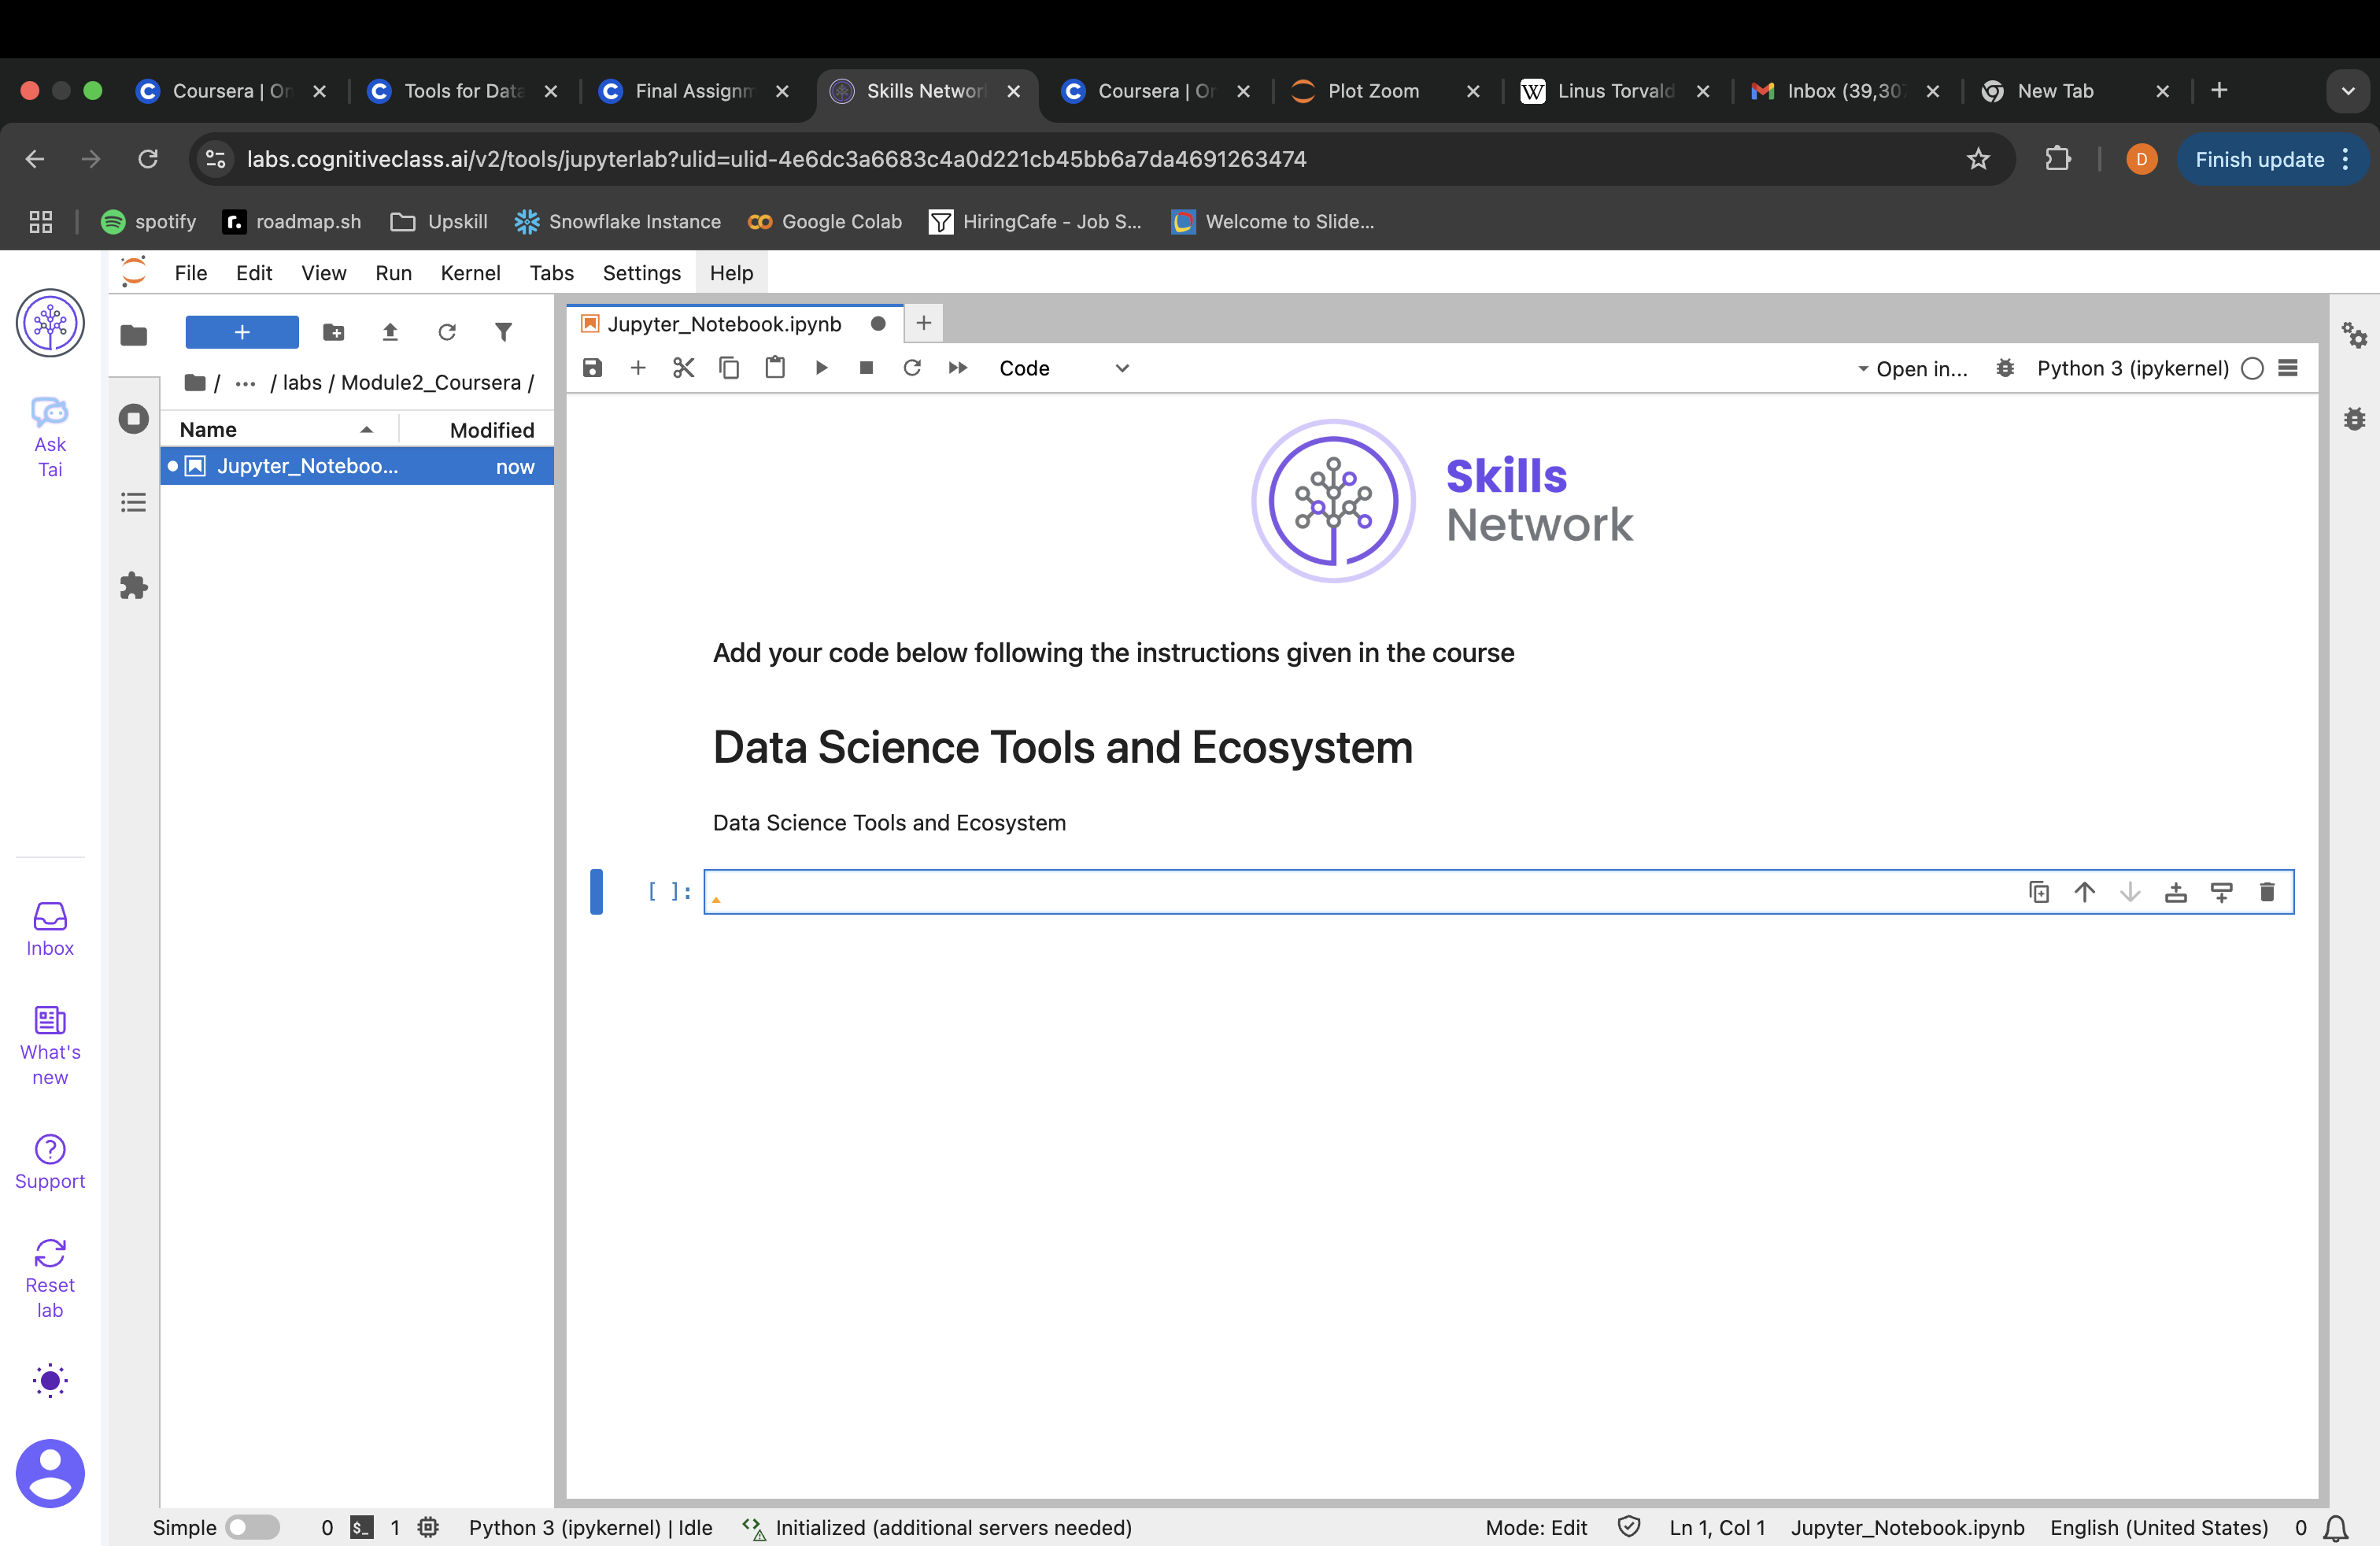 Coursera | On
Tools for Data
Final Assignm
Skills Network
Coursera | On
Plot Zoom
Linus Torvald
Inbox (39,307
New Tab
labs.cognitiveclass.ai/v2/tools/jupyterlab?ulid=ulid-4e6dc3a6683c4a0d221cb45bb6a7da4691263474
D
Finish update
spotify
roadmap.sh
Upskill
Snowflake Instance
Google Colab
HiringCafe - Job S...
Welcome to Slide...
File Edit View Run Kernel Tabs Settings Help
Ask
Tai
Inbox
What's
new
Support
Reset
lab
/ ... / labs / Module2_Coursera /
Name Modified
Jupyter_Noteboo... now
Jupyter_Notebook.ipynb
Code
Open in...
Python 3 (ipykernel)
Skills
Network
Add your code below following the instructions given in the course
Data Science Tools and Ecosystem
Data Science Tools and Ecosystem
[ ]:
Simple 0 $_ 1 Python 3 (ipykernel) | Idle Initialized (additional servers needed) Mode: Edit Ln 1, Col 1 Jupyter_Notebook.ipynb English (United States) 0